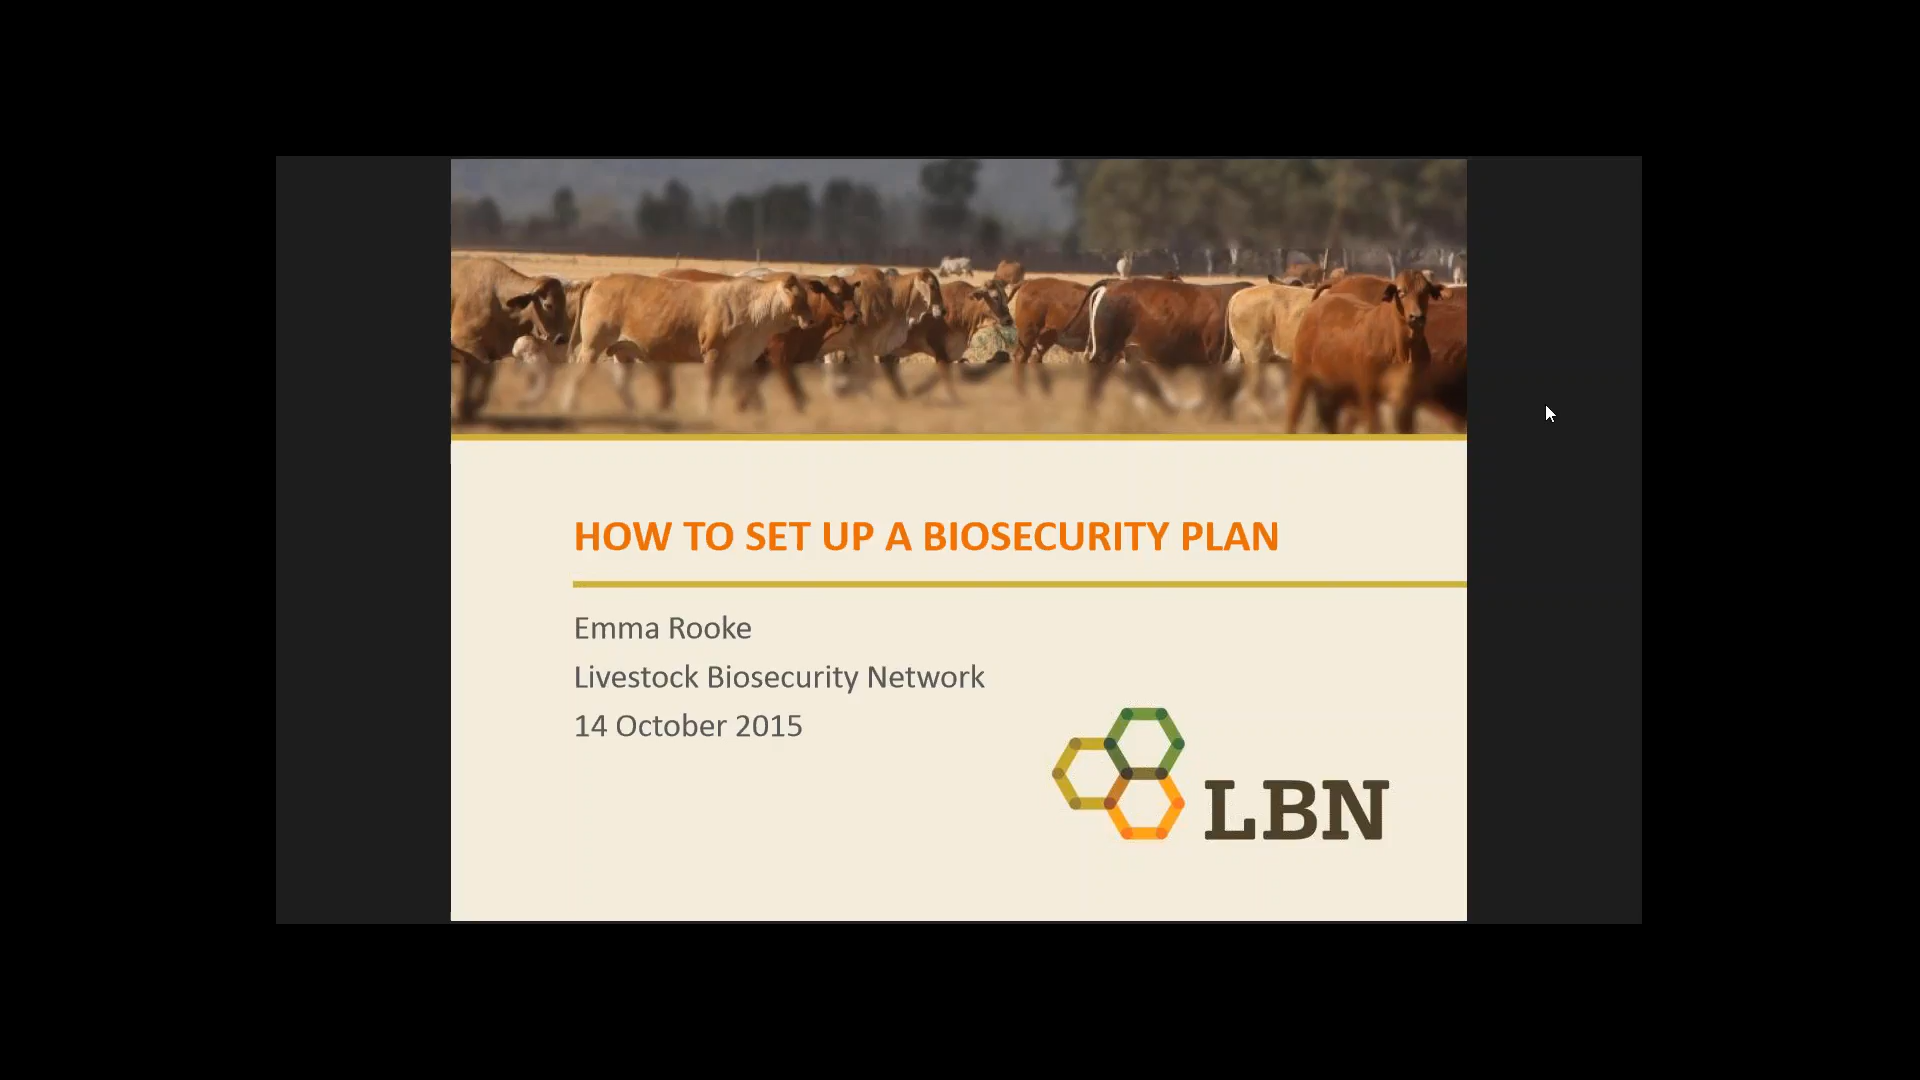 HOW TO SET UP A BIOSECURITY PLAN
Emma Rooke
Livestock Biosecurity Network
14 October 2015
LBN